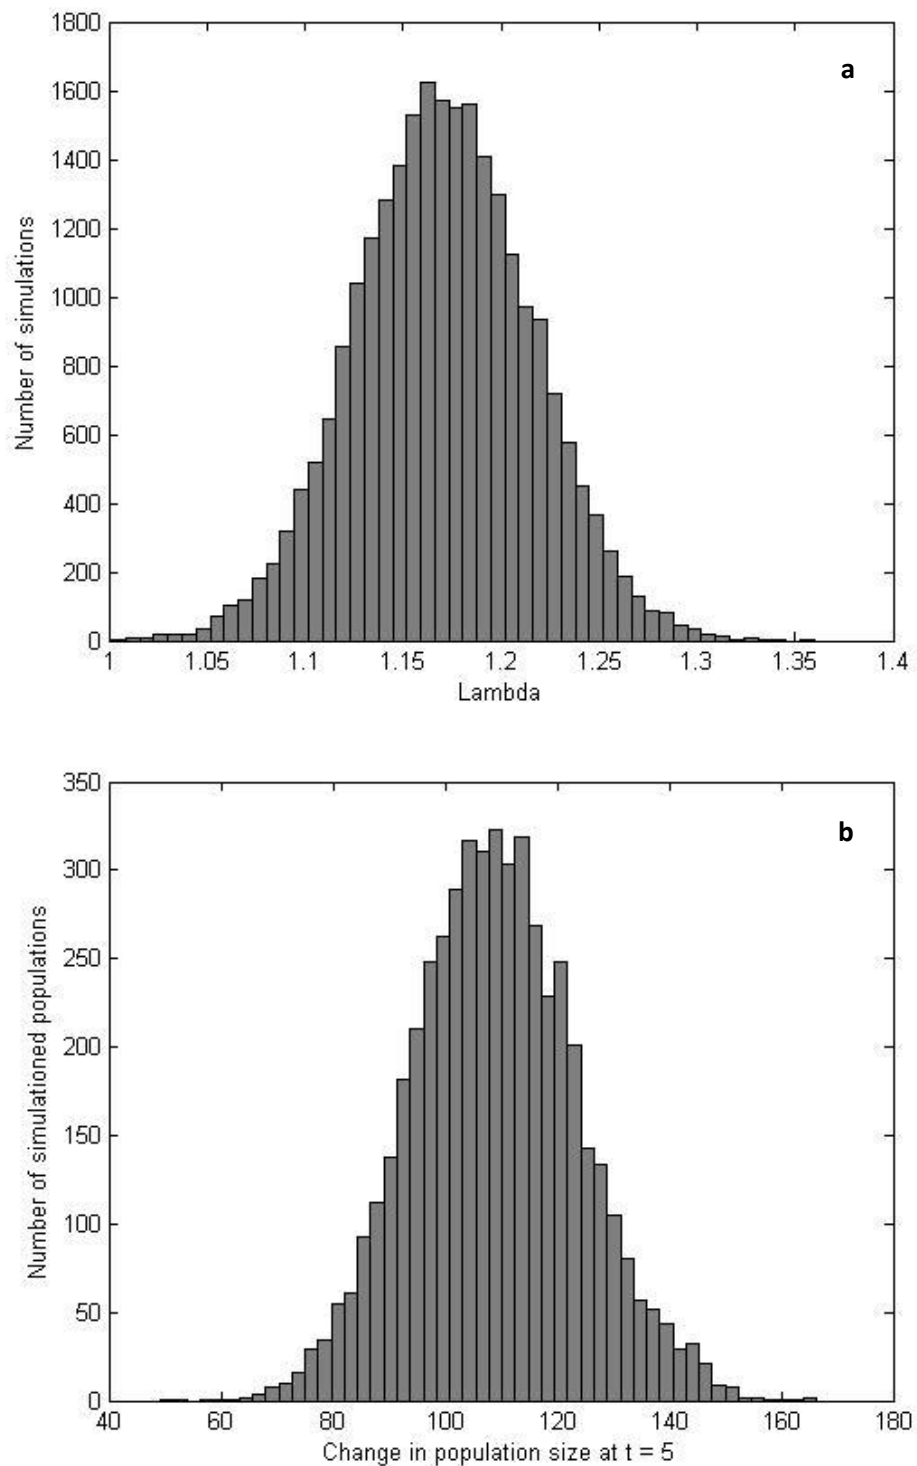 1800
a
1600
1400
1200
1000
800
600
400
200
0
Number of simulations
1 1.05 1.1 1.15 1.2 1.25 1.3 1.35 1.4
Lambda
350
b
300
250
200
150
100
50
0
Number of simulationed populations
40 60 80 100 120 140 160 180
Change in population size at t = 5